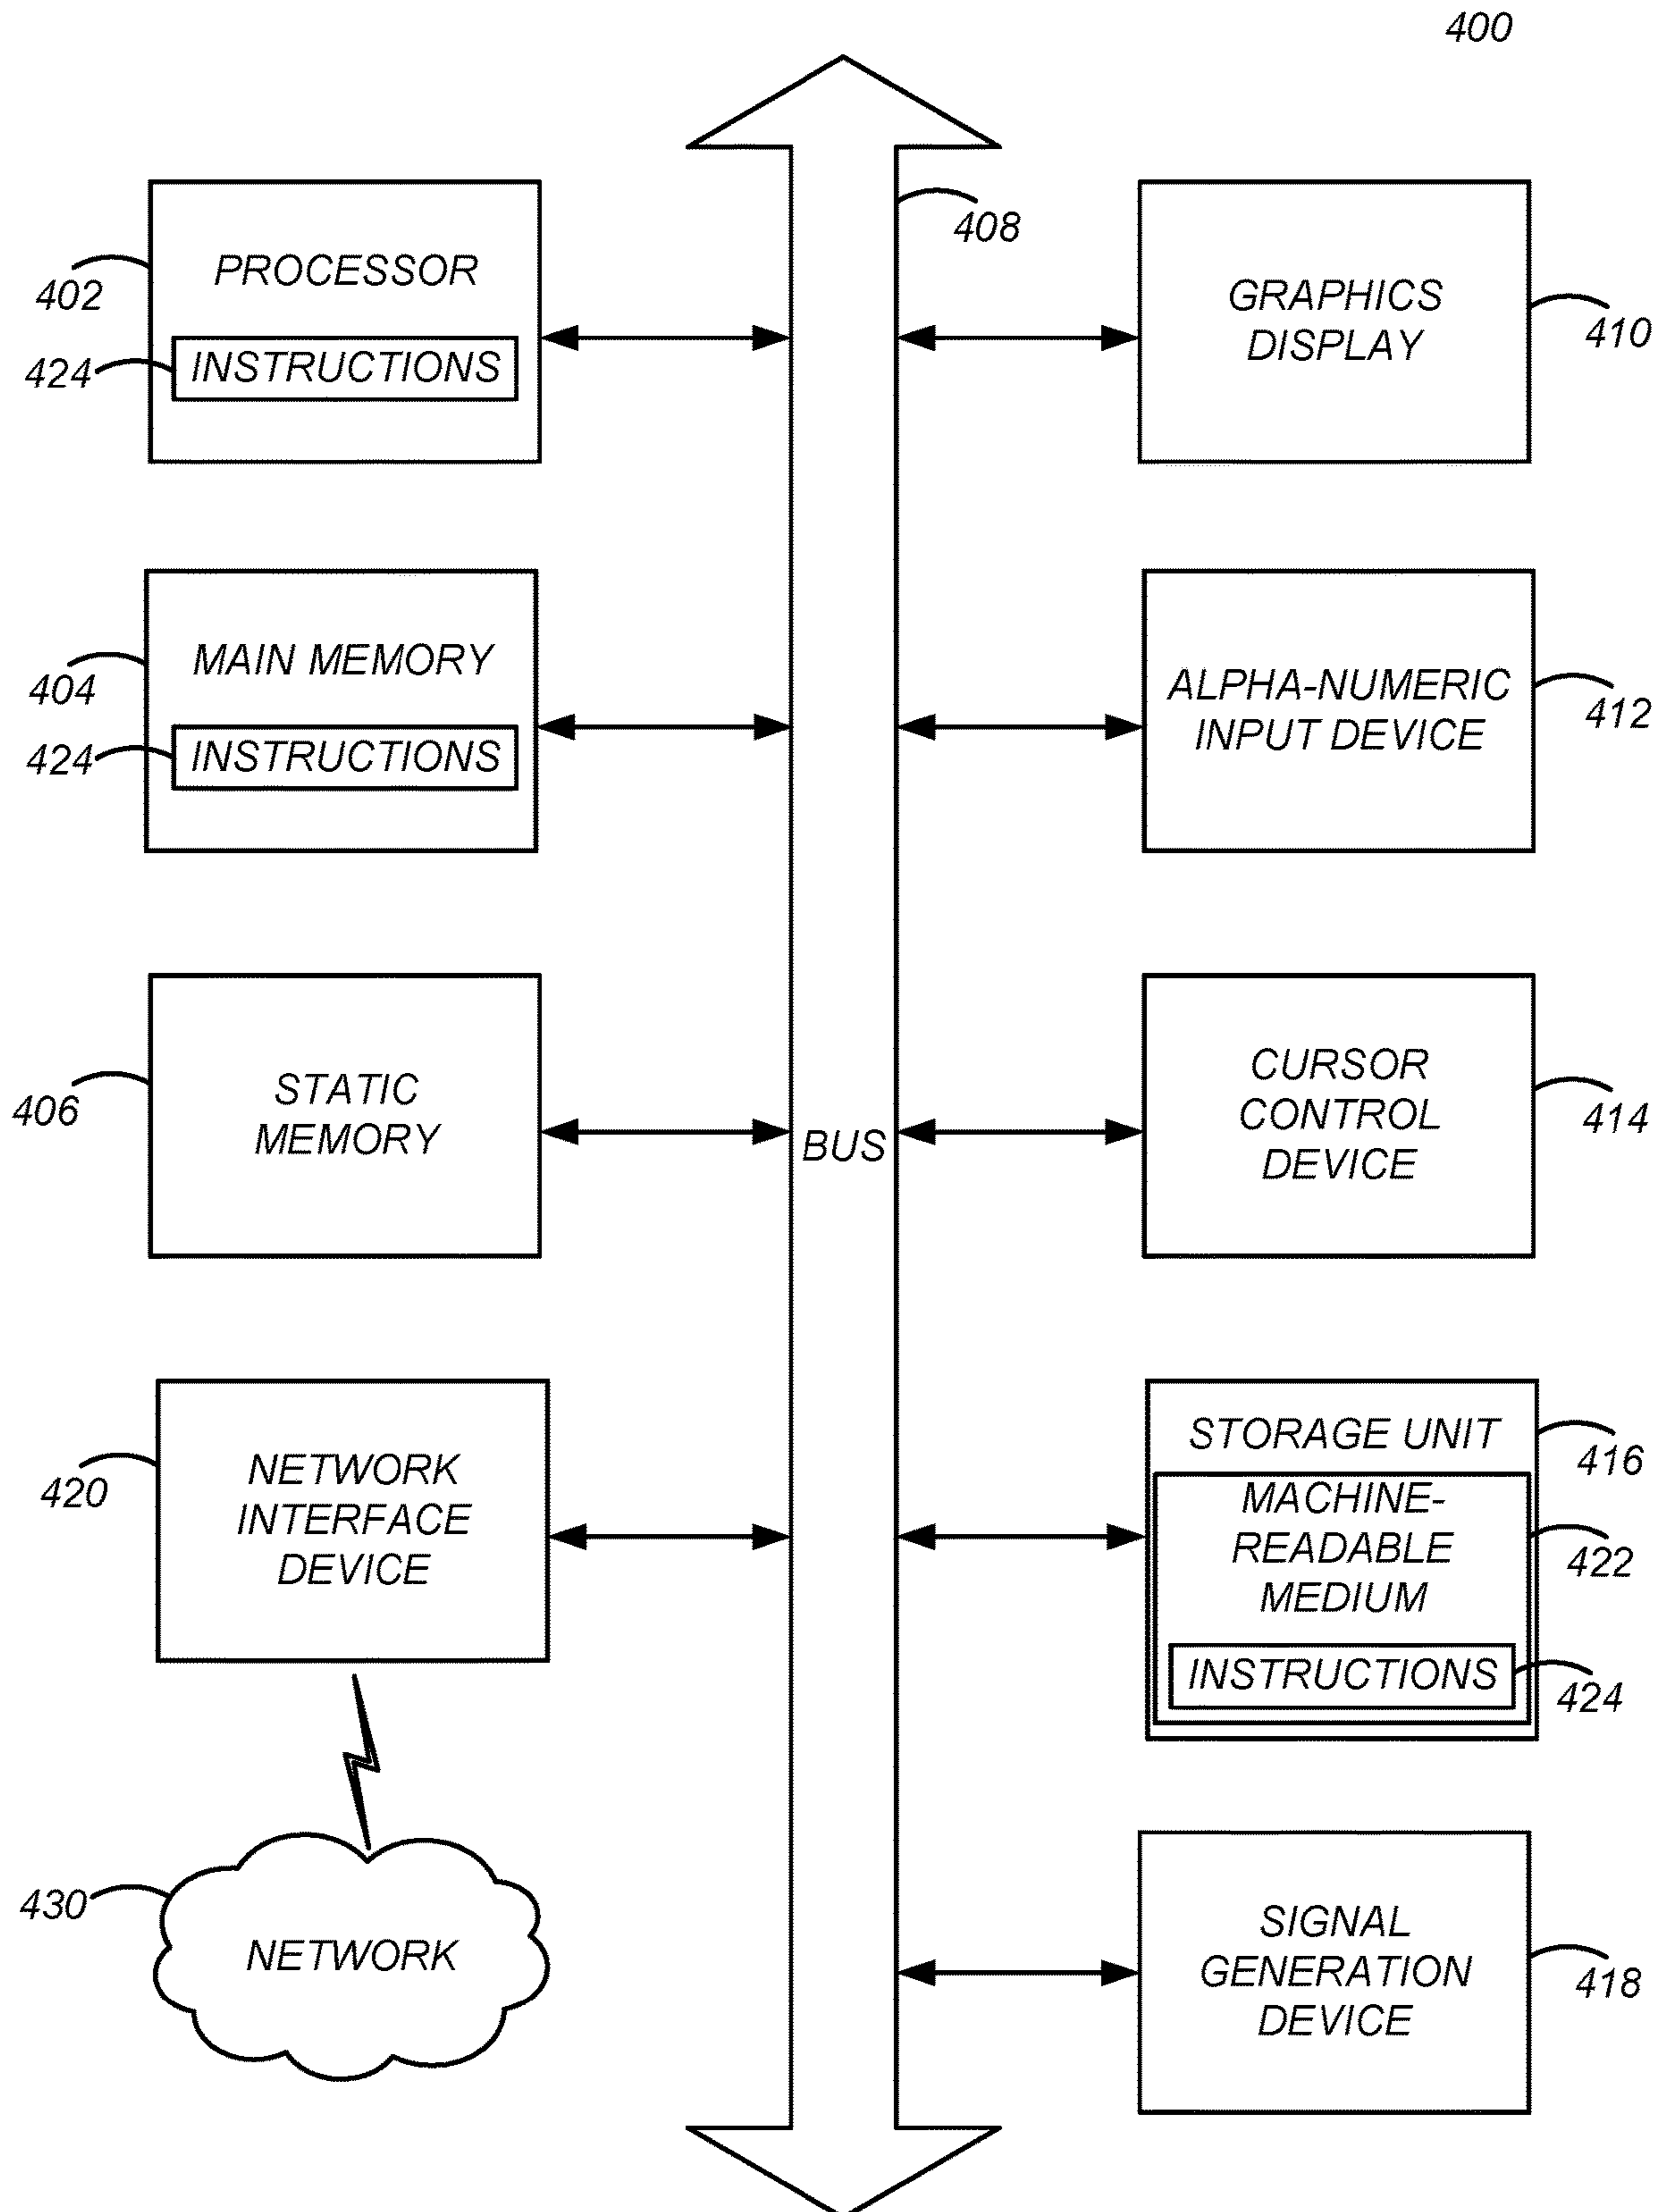 400
408
PROCESSOR
402
INSTRUCTIONS
424
GRAPHICS
DISPLAY
410
MAIN MEMORY
404
INSTRUCTIONS
424
ALPHA-NUMERIC
INPUT DEVICE
412
STATIC
MEMORY
406
BUS
CURSOR
CONTROL
DEVICE
414
NETWORK
INTERFACE
DEVICE
420
STORAGE UNIT
416
MACHINE-
READABLE
MEDIUM
422
INSTRUCTIONS
424
430
NETWORK
SIGNAL
GENERATION
DEVICE
418